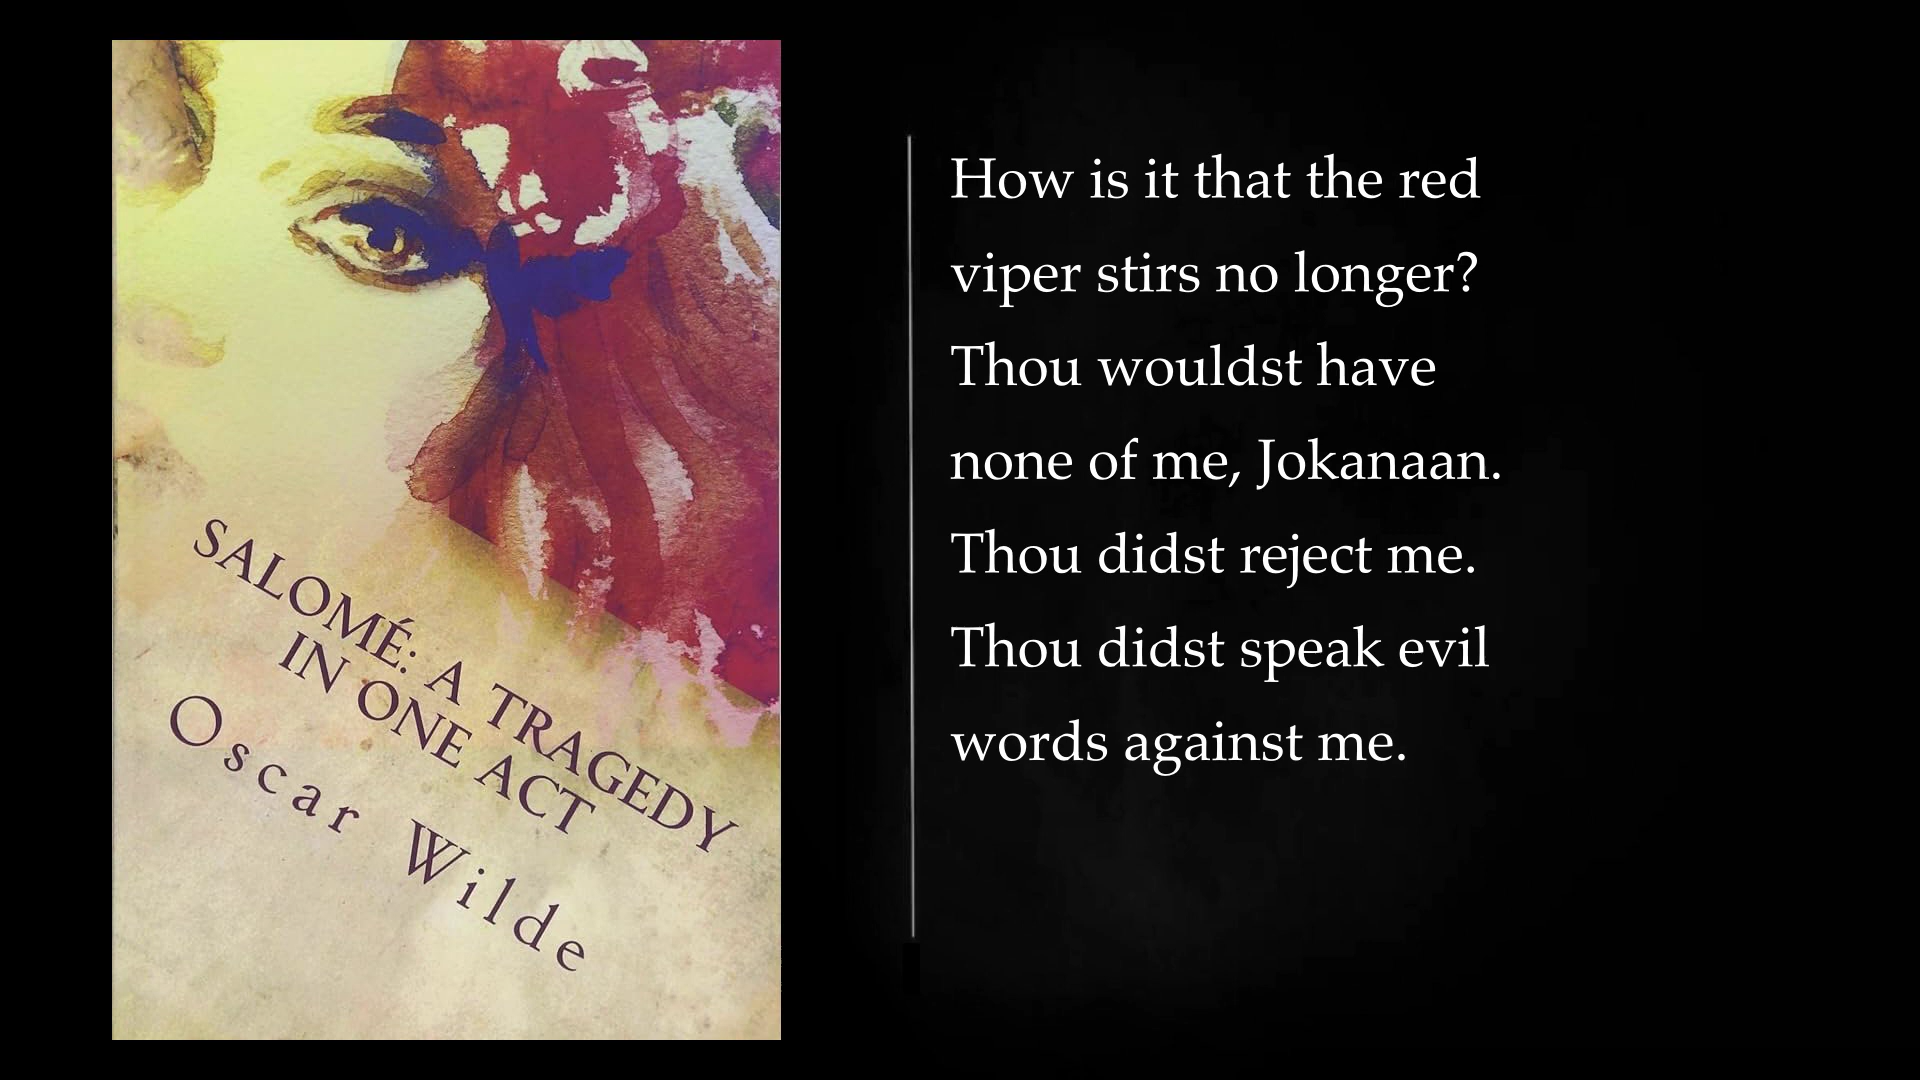 SALOMÉ: A TRAGEDY
IN ONE ACT
Oscar Wilde
How is it that the red
viper stirs no longer?
Thou wouldst have
none of me, Jokanaan.
Thou didst reject me.
Thou didst speak evil
words against me.